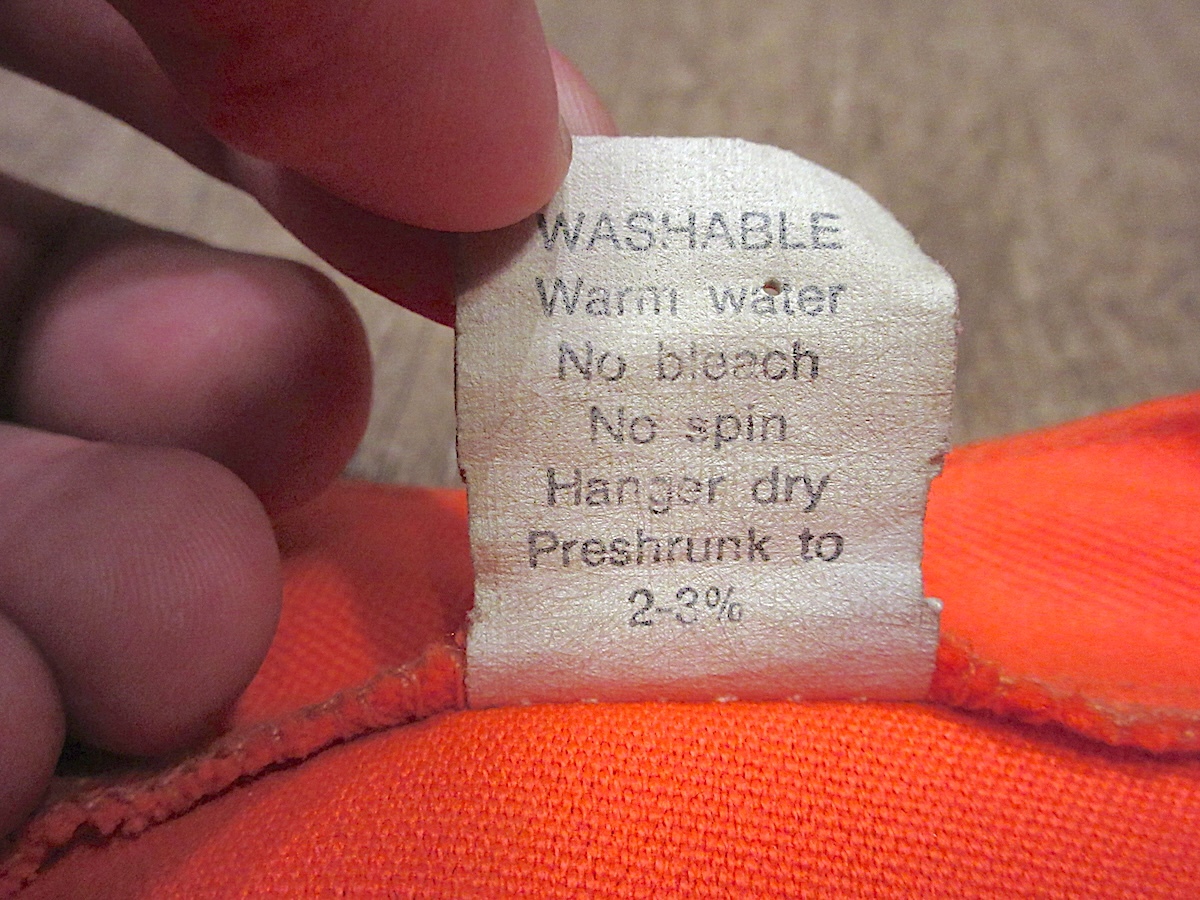 WASHABLE
Warm water
No bleach
No spin
Hanger dry
Preshrunk to
2-3%